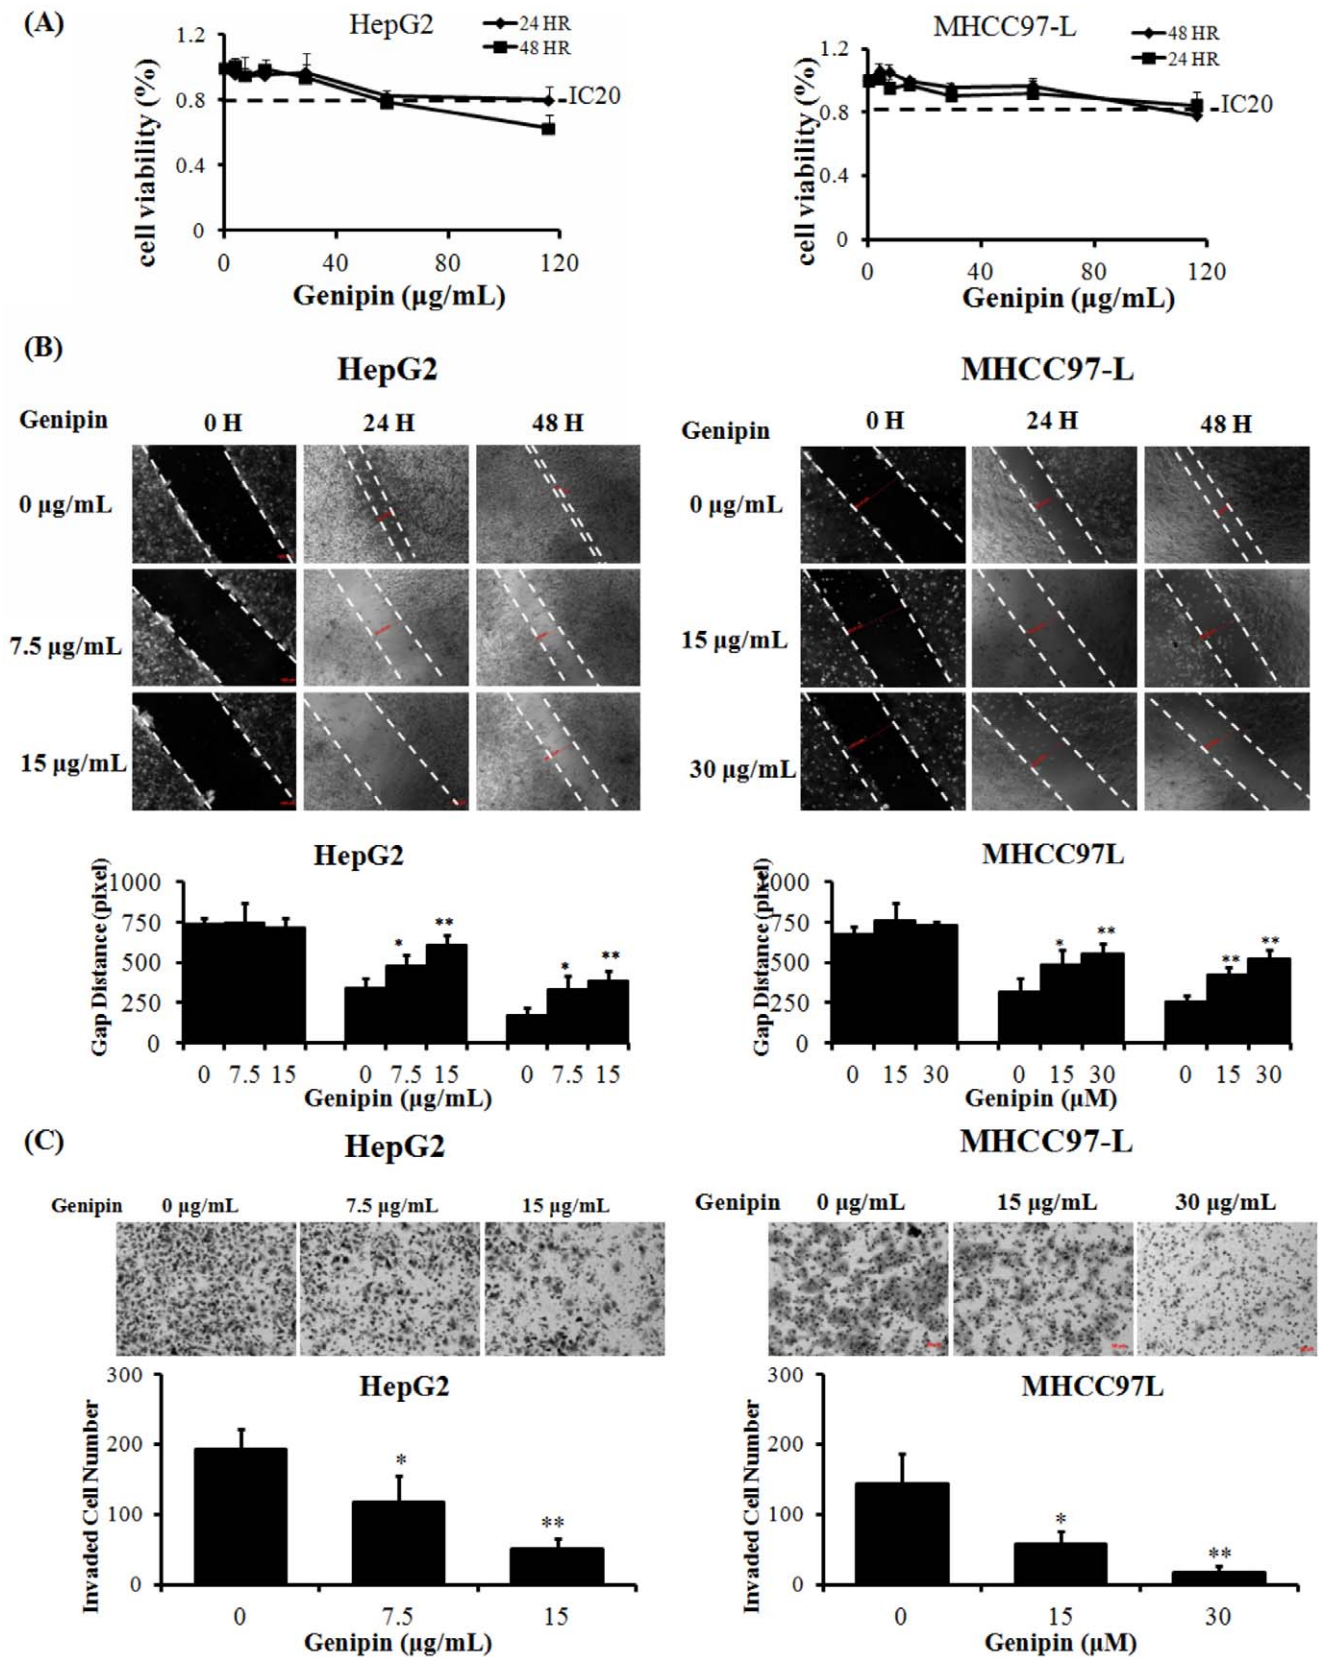 (A)
HepG2
24 HR
48 HR
1.2
0.8
0.4
0
cell viability (%)
IC20
0 40 80 120
Genipin (µg/mL)
MHCC97-L
48 HR
24 HR
1.2
0.8
0.4
0
cell viability (%)
IC20
0 40 80 120
Genipin (µg/mL)
(B)
HepG2
Genipin 0 H 24 H 48 H
0 µg/mL
7.5 µg/mL
15 µg/mL
MHCC97-L
Genipin 0 H 24 H 48 H
0 µg/mL
15 µg/mL
30 µg/mL
HepG2
Gap Distance (pixel)
1000
750
500
250
0
* ** * **
0 7.5 15 0 7.5 15 0 7.5 15
Genipin (µg/mL)
MHCC97L
Gap Distance (pixel)
1000
750
500
250
0
* ** ** **
0 15 30 0 15 30 0 15 30
Genipin (µM)
(C)
HepG2
Genipin 0 µg/mL 7.5 µg/mL 15 µg/mL
MHCC97-L
Genipin 0 µg/mL 15 µg/mL 30 µg/mL
HepG2
Invaded Cell Number
300
200
100
0
* **
0 7.5 15
Genipin (µg/mL)
MHCC97L
Invaded Cell Number
300
200
100
0
* **
0 15 30
Genipin (µM)